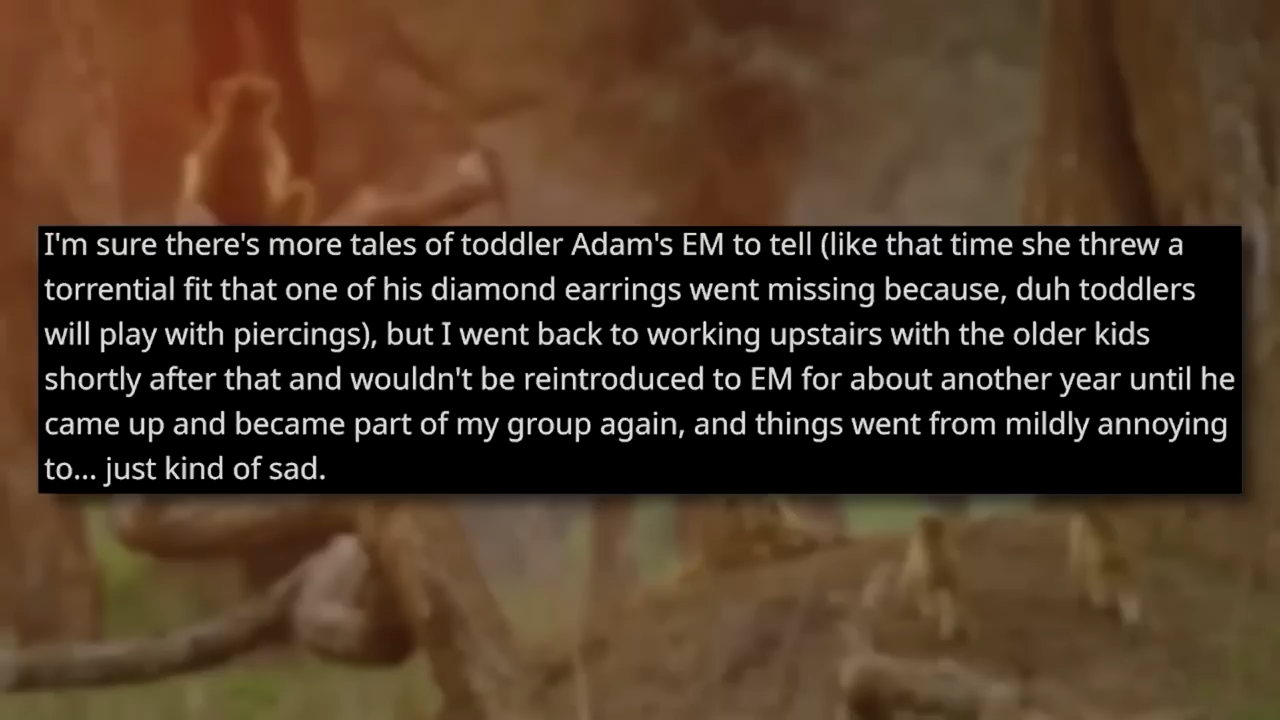 I'm sure there's more tales of toddler Adam's EM to tell (like that time she threw a
torrential fit that one of his diamond earrings went missing because, duh toddlers
will play with piercings), but I went back to working upstairs with the older kids
shortly after that and wouldn't be reintroduced to EM for about another year until he
came up and became part of my group again, and things went from mildly annoying
to... just kind of sad.